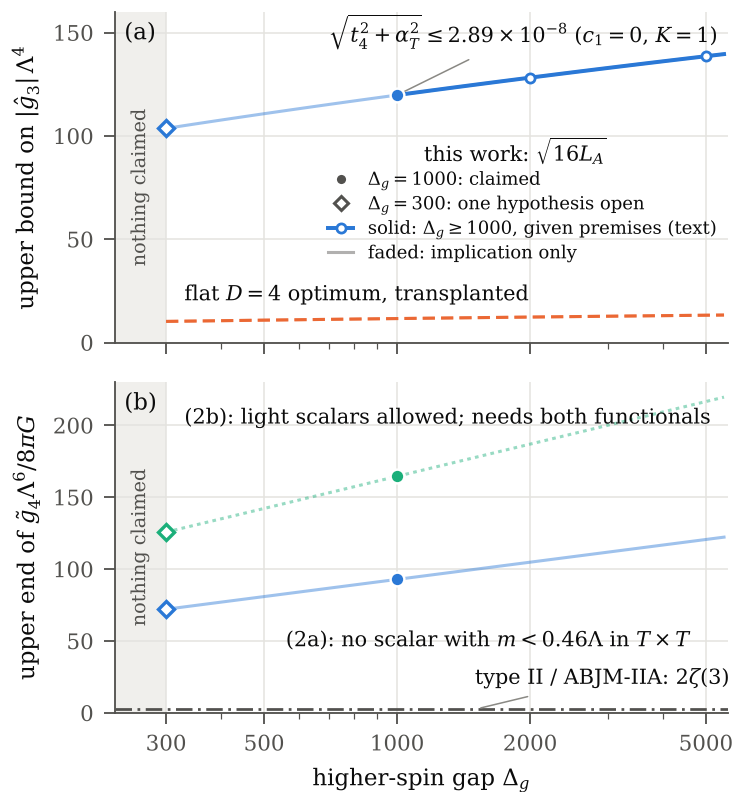 (a)
√(t₄² + α_T²) ≤ 2.89 × 10⁻⁸ (c₁ = 0, K = 1)
150
100
50
0
upper bound on |ĝ₃| Λ⁴
nothing claimed
this work: √(16L_A)
Δ_g = 1000: claimed
Δ_g = 300: one hypothesis open
solid: Δ_g ≥ 1000, given premises (text)
faded: implication only
flat D = 4 optimum, transplanted
(b)
(2b): light scalars allowed; needs both functionals
200
150
100
50
0
upper end of g̃₄Λ⁶/8πG
nothing claimed
(2a): no scalar with m < 0.46Λ in T × T
type II / ABJM-IIA: 2ζ(3)
300 500 1000 2000 5000
higher-spin gap Δ_g